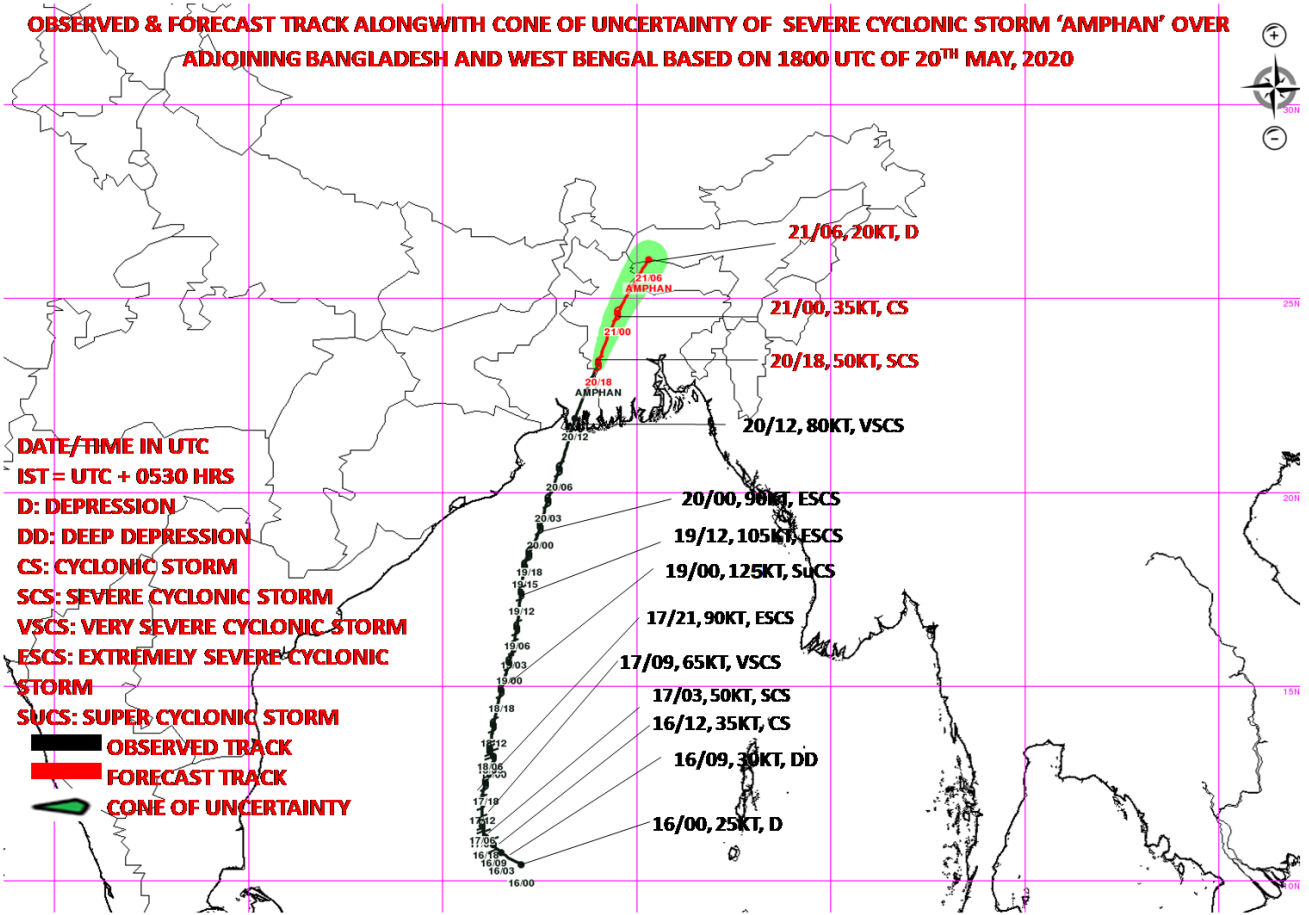 OBSERVED & FORECAST TRACK ALONGWITH CONE OF UNCERTAINTY OF SEVERE CYCLONIC STORM ‘AMPHAN’ OVER
ADJOINING BANGLADESH AND WEST BENGAL BASED ON 1800 UTC OF 20TH MAY, 2020
30N
21/06, 20KT, D
21/06
AMPHAN
25N
21/00, 35KT, CS
21/00
20/18, 50KT, SCS
20/18
AMPHAN
20/12, 80KT, VSCS
20/12
DATE/TIME IN UTC
IST = UTC + 0530 HRS
D: DEPRESSION
DD: DEEP DEPRESSION
CS: CYCLONIC STORM
SCS: SEVERE CYCLONIC STORM
VSCS: VERY SEVERE CYCLONIC STORM
ESCS: EXTREMELY SEVERE CYCLONIC
STORM
SUCS: SUPER CYCLONIC STORM
OBSERVED TRACK
FORECAST TRACK
CONE OF UNCERTAINTY
20/06
20/00, 90KT, ESCS
20N
20/03
19/12, 105KT, ESCS
20/00
19/00, 125KT, SuCS
19/18
19/15
19/12
17/21, 90KT, ESCS
19/06
17/09, 65KT, VSCS
19/03
19/00
17/03, 50KT, SCS
15N
18/18
16/12, 35KT, CS
18/12
16/09, 30KT, DD
18/06
17/18
17/12
16/00, 25KT, D
17/06
16/18
16/09
16/03
16/00
10N